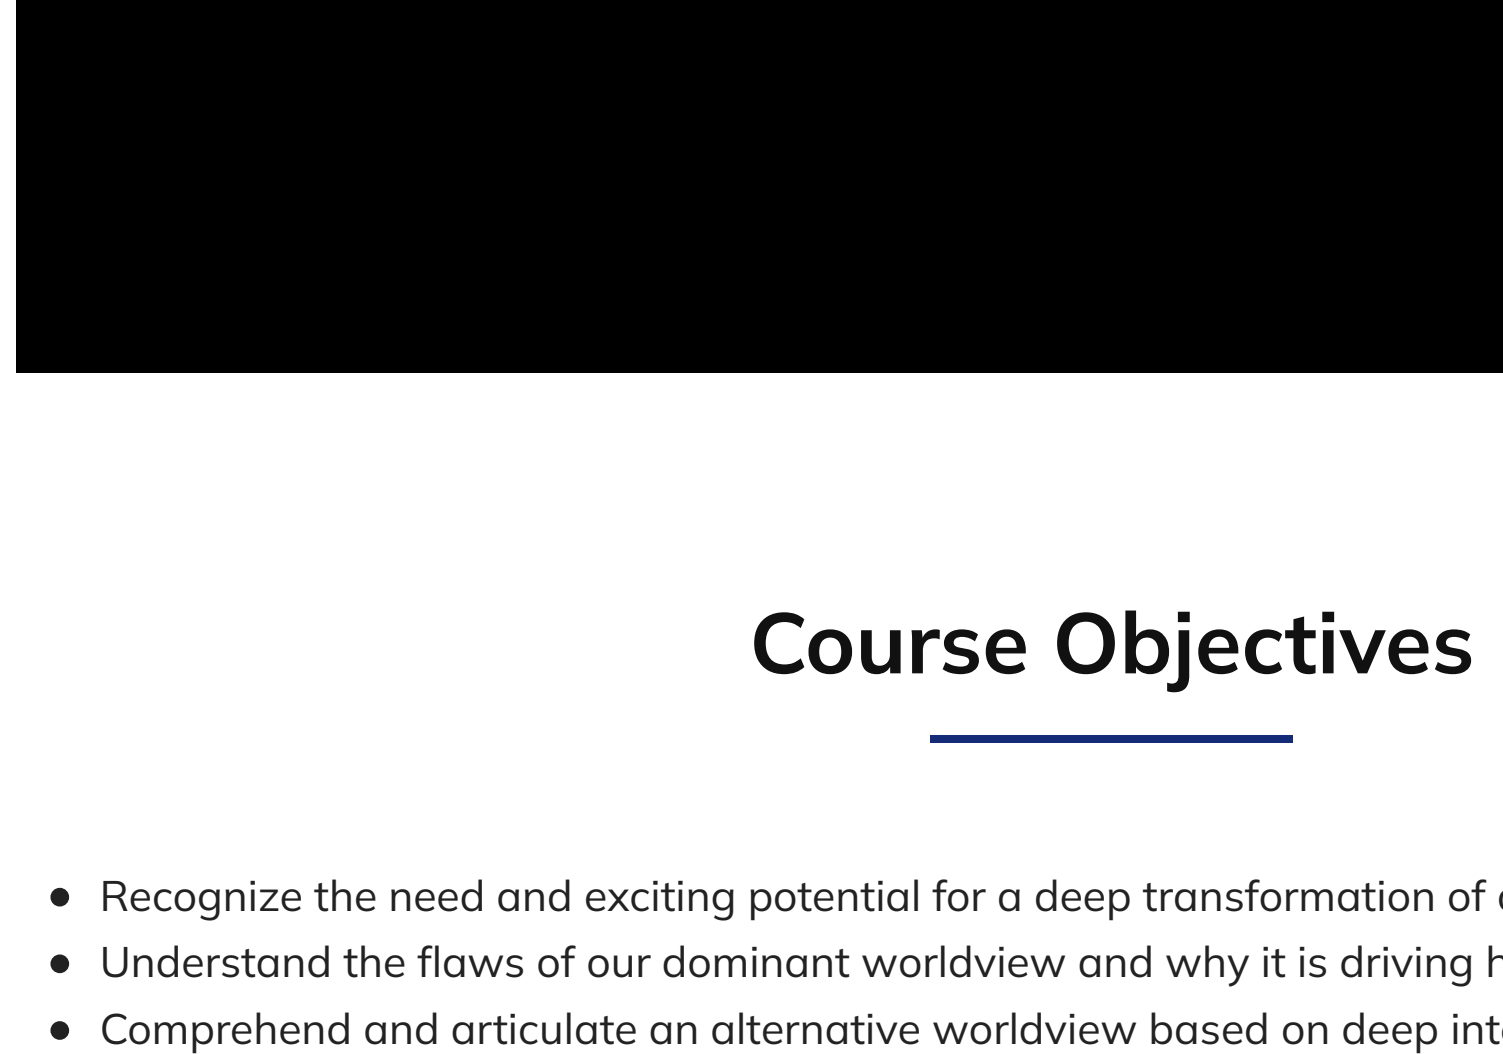 Course Objectives
Recognize the need and exciting potential for a deep transformation of
Understand the flaws of our dominant worldview and why it is driving
Comprehend and articulate an alternative worldview based on deep